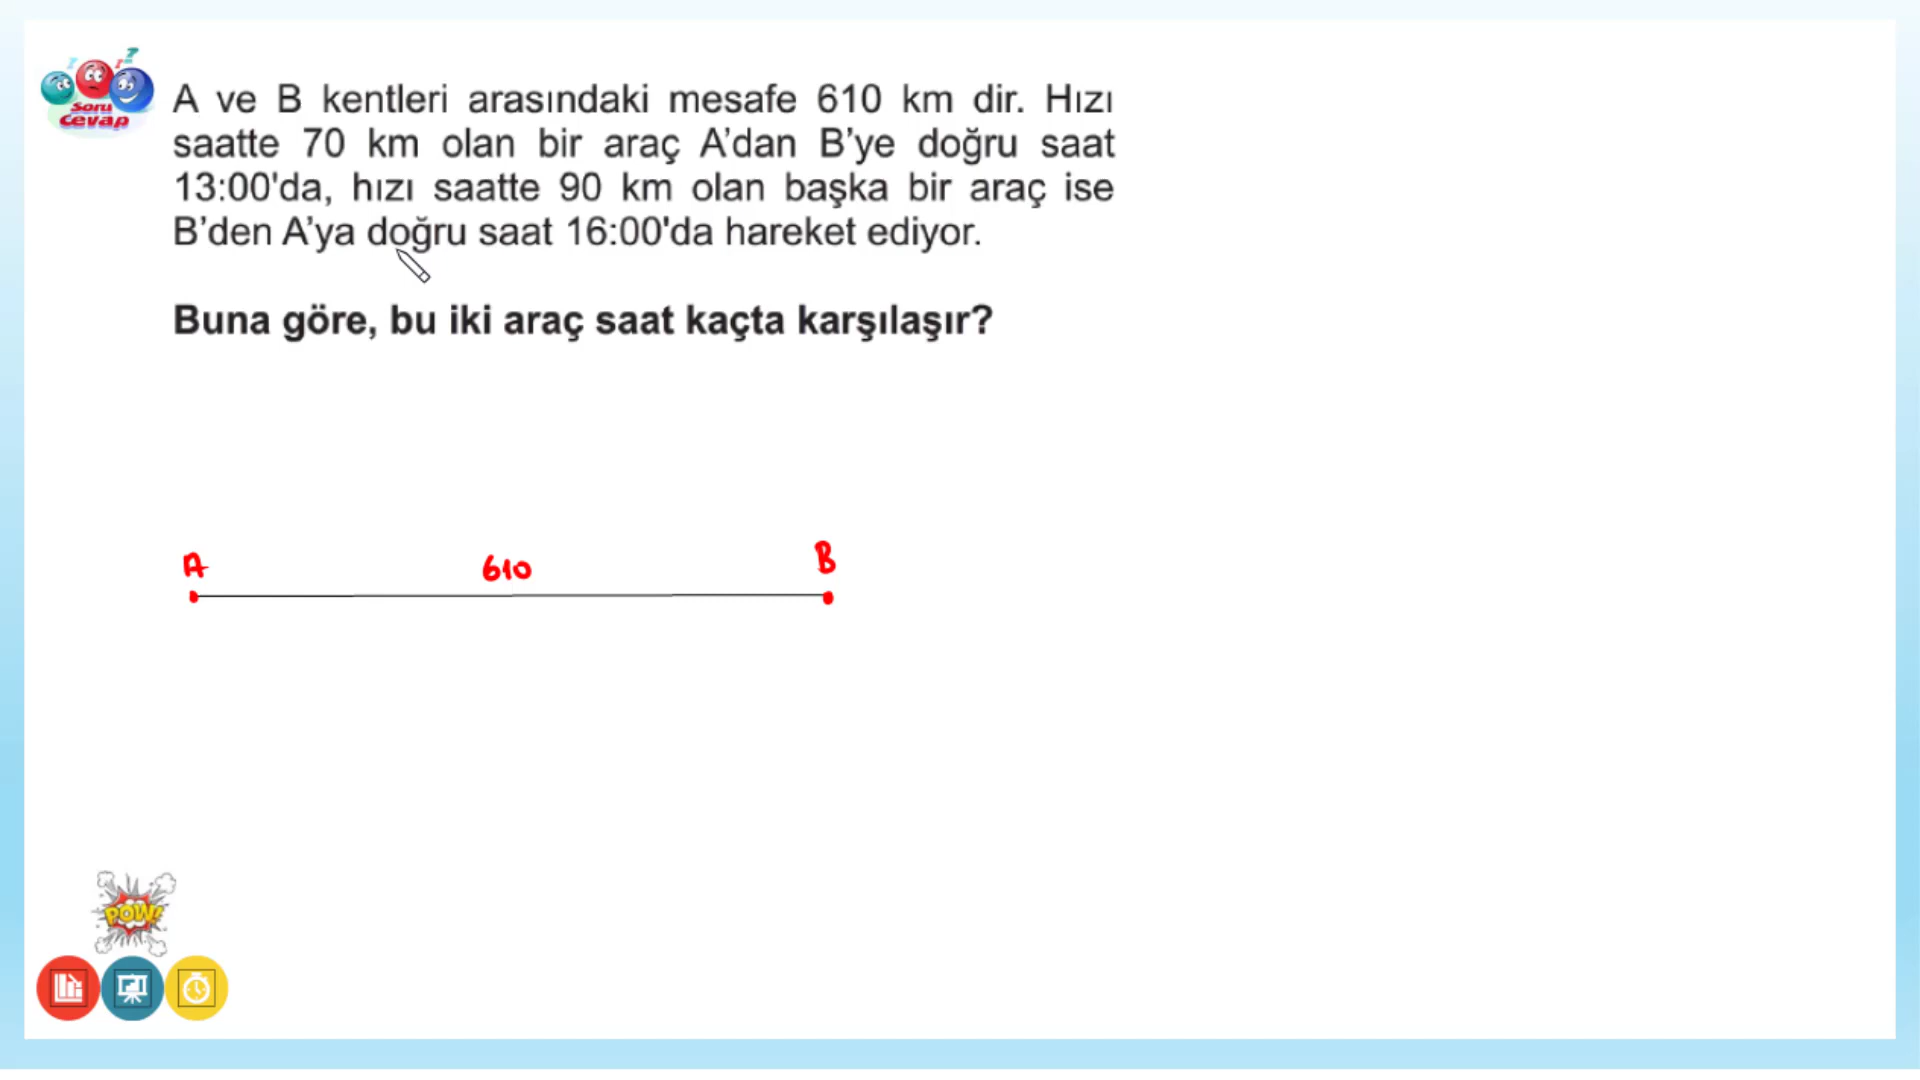 Soru
Cevap
A ve B kentleri arasındaki mesafe 610 km dir. Hızı
saatte 70 km olan bir araç A’dan B’ye doğru saat
13:00'da, hızı saatte 90 km olan başka bir araç ise
B’den A’ya doğru saat 16:00'da hareket ediyor.
Buna göre, bu iki araç saat kaçta karşılaşır?
A 610 B
POW!